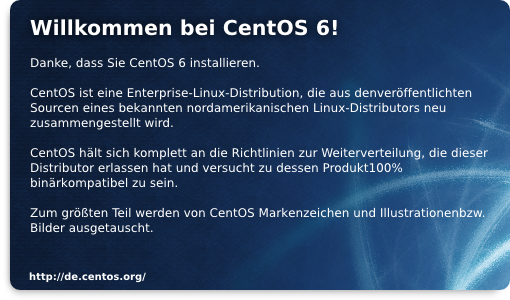 Willkommen bei CentOS 6!
Danke, dass Sie CentOS 6 installieren.
CentOS ist eine Enterprise-Linux-Distribution, die aus denveröffentlichten
Sourcen eines bekannten nordamerikanischen Linux-Distributors neu
zusammengestellt wird.
CentOS hält sich komplett an die Richtlinien zur Weiterverteilung, die dieser
Distributor erlassen hat und versucht zu dessen Produkt100%
binärkompatibel zu sein.
Zum größten Teil werden von CentOS Markenzeichen und Illustrationenbzw.
Bilder ausgetauscht.
http://de.centos.org/